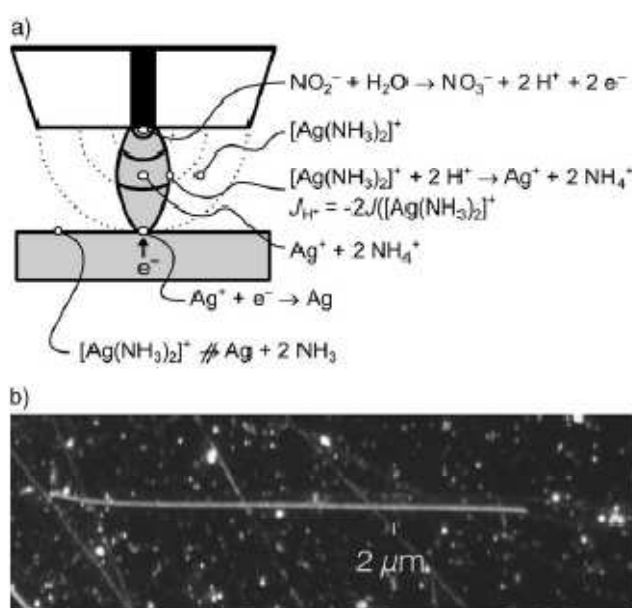 a)
NO₂⁻ + H₂O → NO₃⁻ + 2 H⁺ + 2 e⁻
[Ag(NH₃)₂]⁺
[Ag(NH₃)₂]⁺ + 2 H⁺ → Ag⁺ + 2 NH₄⁺
J_H⁺ = -2J([Ag(NH₃)₂]⁺
Ag⁺ + 2 NH₄⁺
e⁻
Ag⁺ + e⁻ → Ag
[Ag(NH₃)₂]⁺ ⇏ Ag + 2 NH₃
b)
2 µm